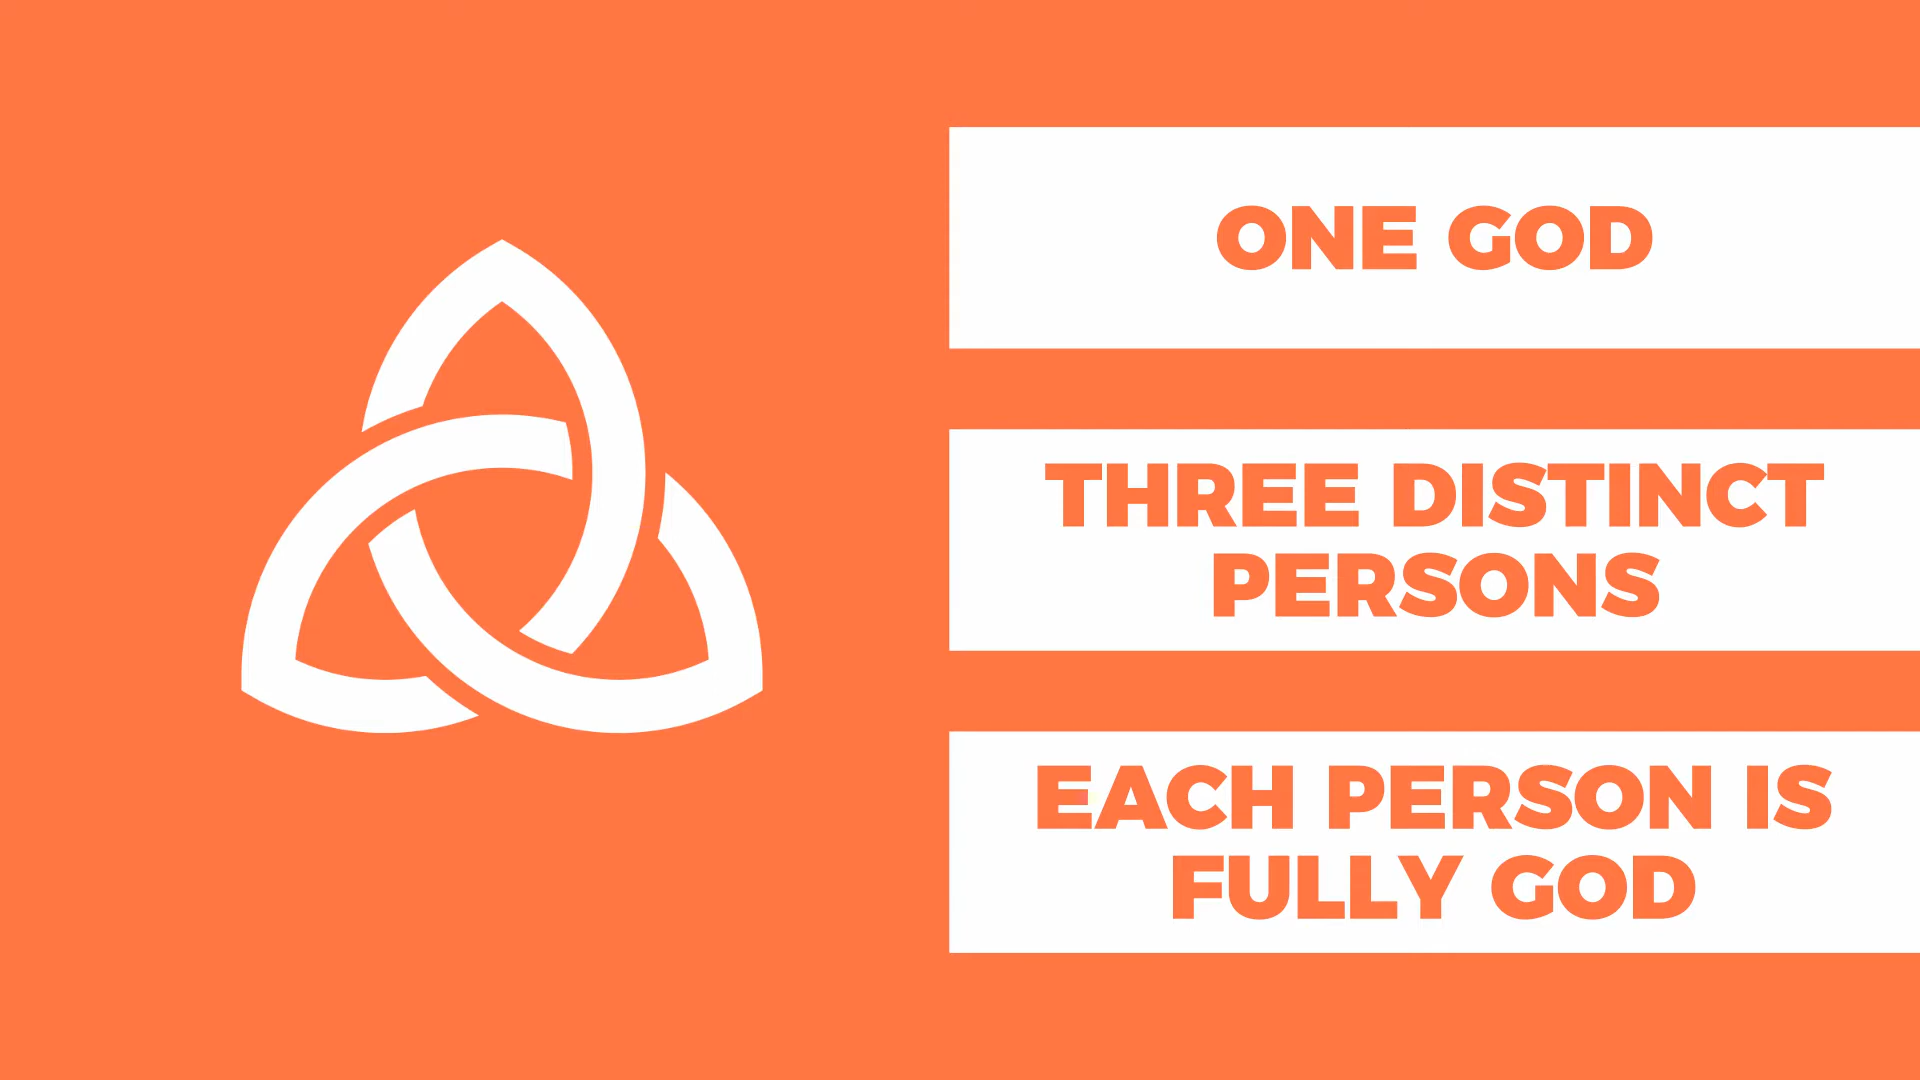 ONE GOD
THREE DISTINCT
PERSONS
EACH PERSON IS
FULLY GOD